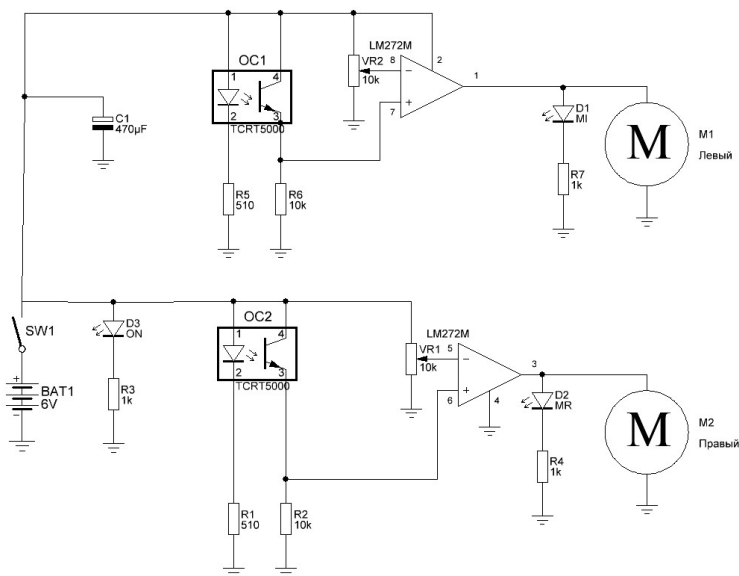 OC1
1
4
2
3
TCRT5000
VR2
10k
LM272M
8
7
2
1
C1
470µF
R5
510
R6
10k
D1
MI
R7
1k
M
M1
Левый
SW1
BAT1
6V
D3
ON
R3
1k
OC2
1
4
2
3
TCRT5000
VR1
10k
LM272M
5
6
3
4
R1
510
R2
10k
D2
MR
R4
1k
M
M2
Правый